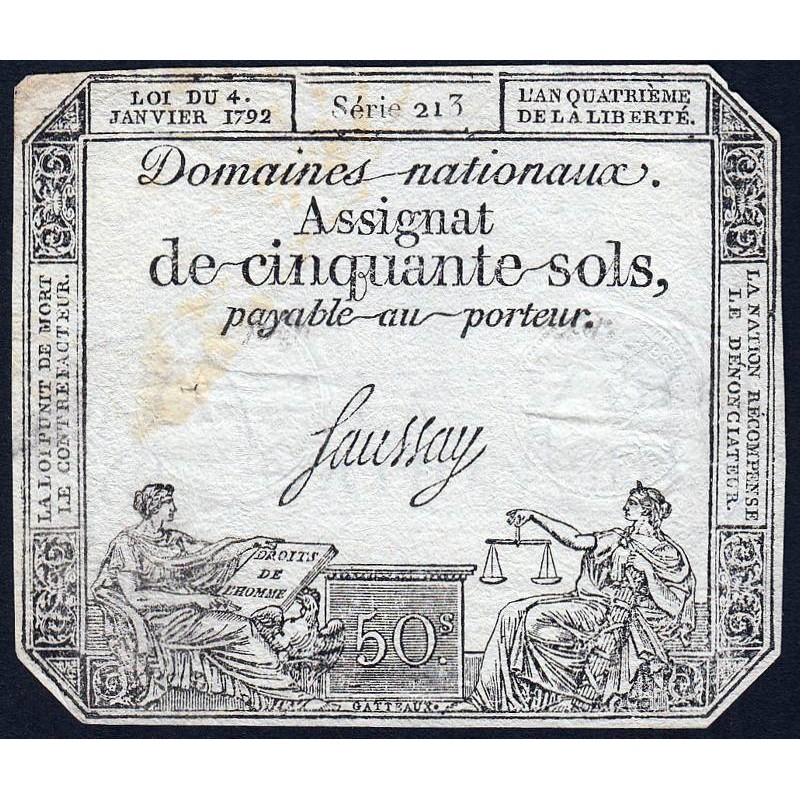 LOI DU 4.
JANVIER 1792
Série 213
L'AN QUATRIÈME
DE LA LIBERTÉ.
Domaines nationaux.
Assignat
de cinquante sols,
payable au porteur.
LA LOI PUNIT DE MORT
LE CONTREFACTEUR.
LA NATION RÉCOMPENSE
LE DÉNONCIATEUR.
Saussay
DROITS
DE
L'HOMME
50.s
GATTEAUX.